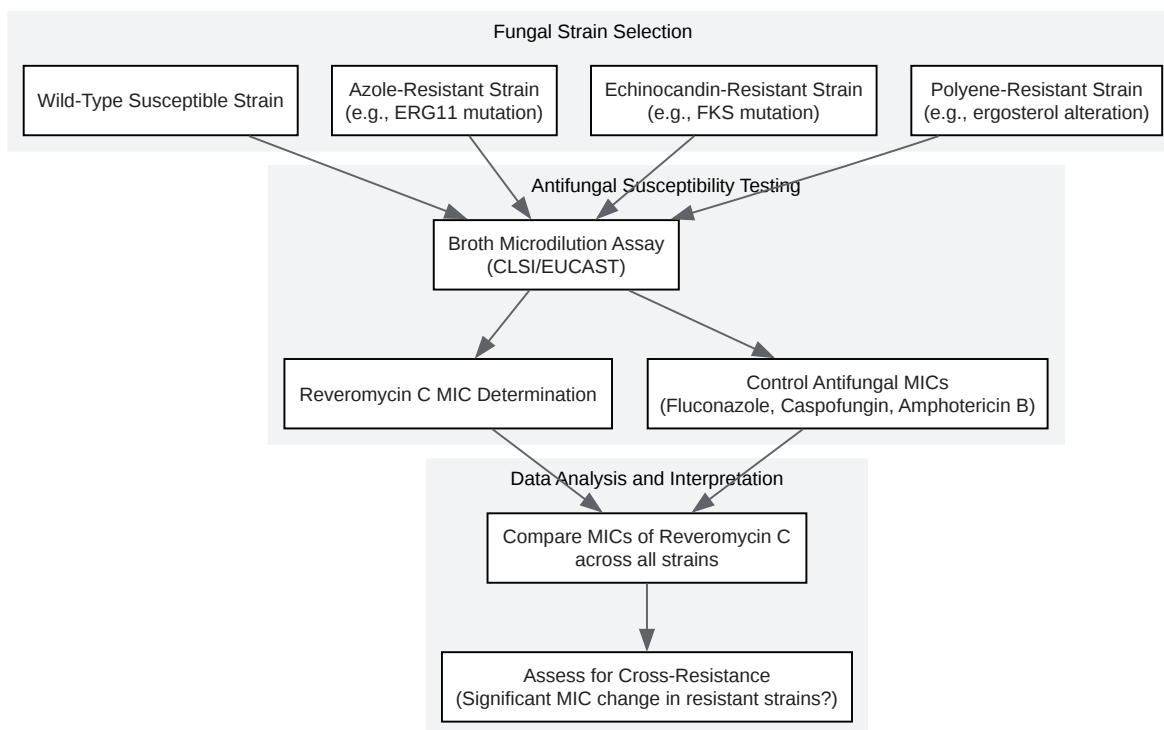 Fungal Strain Selection
Wild-Type Susceptible Strain
Azole-Resistant Strain
(e.g., ERG11 mutation)
Echinocandin-Resistant Strain
(e.g., FKS mutation)
Polyene-Resistant Strain
(e.g., ergosterol alteration)
Antifungal Susceptibility Testing
Broth Microdilution Assay
(CLSI/EUCAST)
Reveromycin C MIC Determination
Control Antifungal MICs
(Fluconazole, Caspofungin, Amphotericin B)
Data Analysis and Interpretation
Compare MICs of Reveromycin C
across all strains
Assess for Cross-Resistance
(Significant MIC change in resistant strains?)